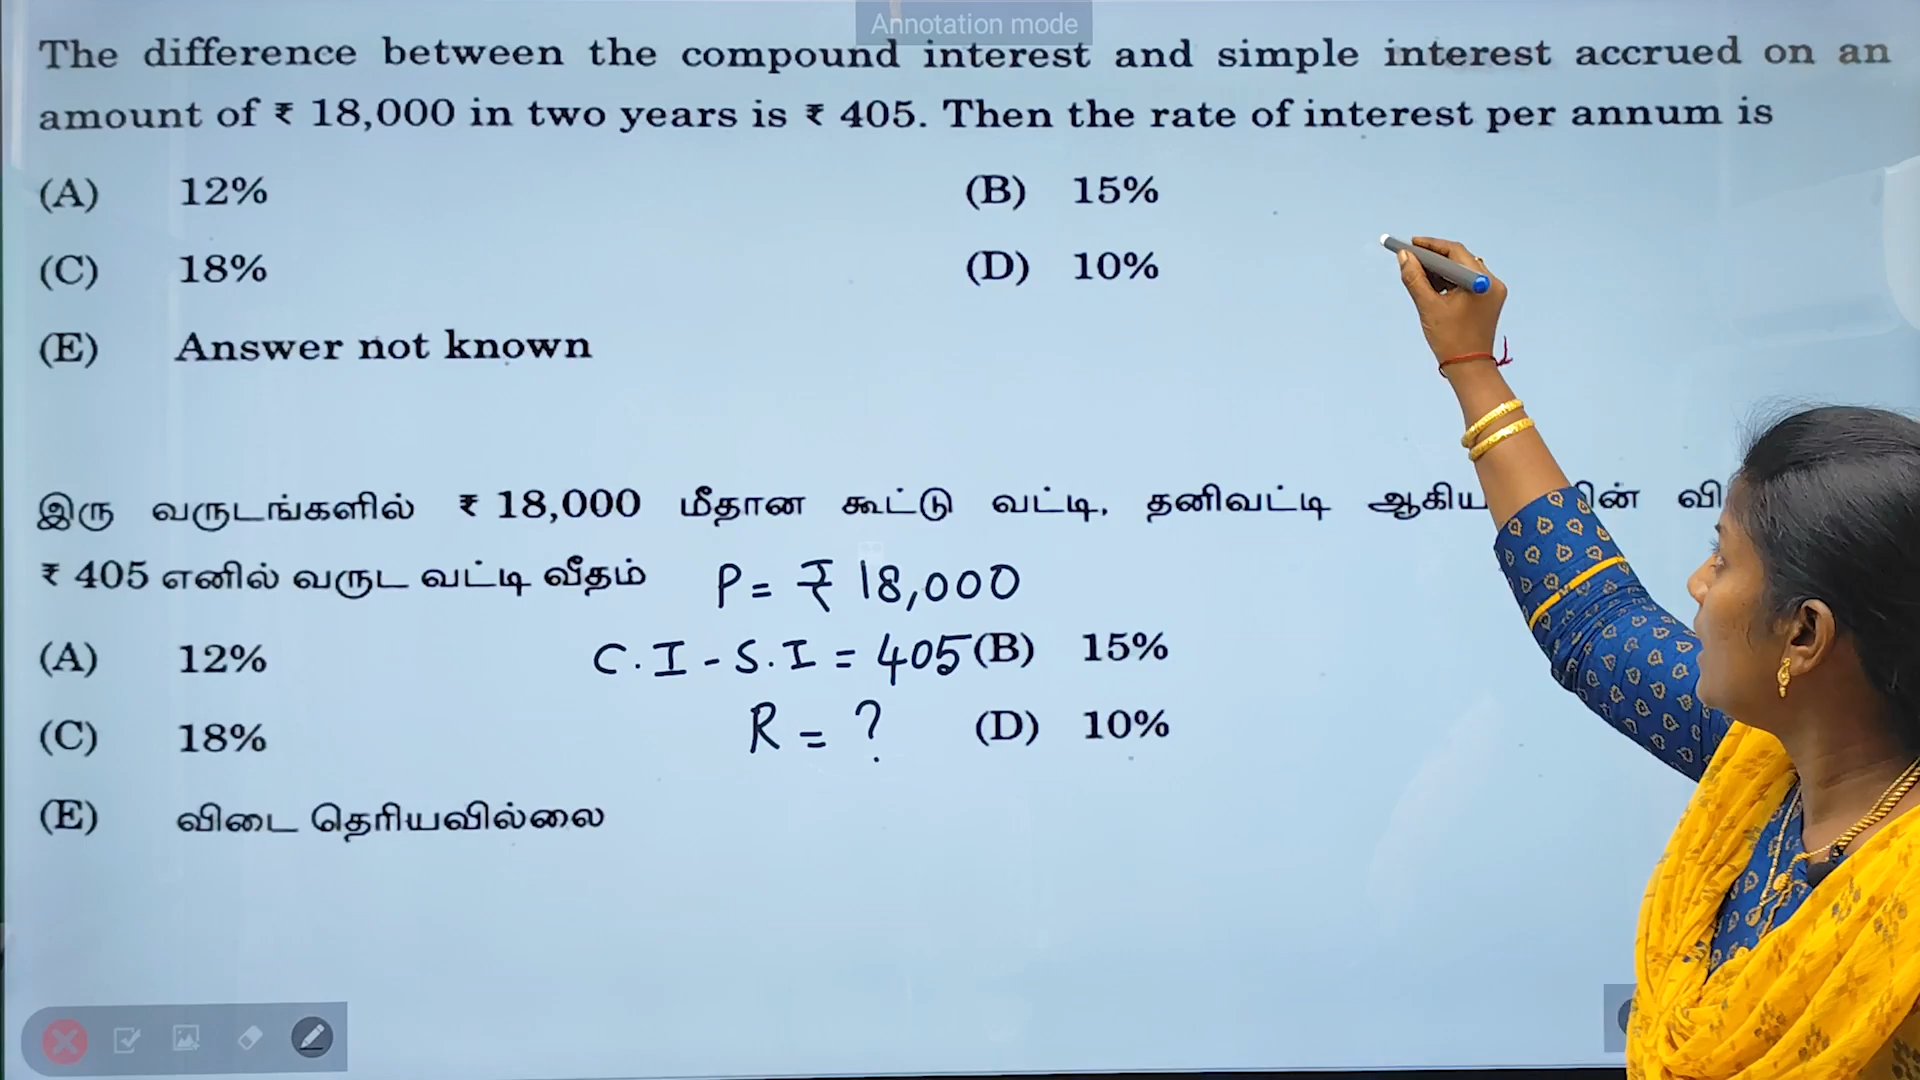 Annotation mode
The difference between the compound interest and simple interest accrued on an
amount of ₹ 18,000 in two years is ₹ 405. Then the rate of interest per annum is
(A) 12% (B) 15%
(C) 18% (D) 10%
(E) Answer not known
இரு வருடங்களில் ₹ 18,000 மீதான கூட்டு வட்டி, தனிவட்டி
₹ 405 எனில் வருட வட்டி வீதம் P = ₹ 18,000
(A) 12% C.I - S.I = 405 (B) 15%
(C) 18% R = ? (D) 10%
(E) விடை தெரியவில்லை